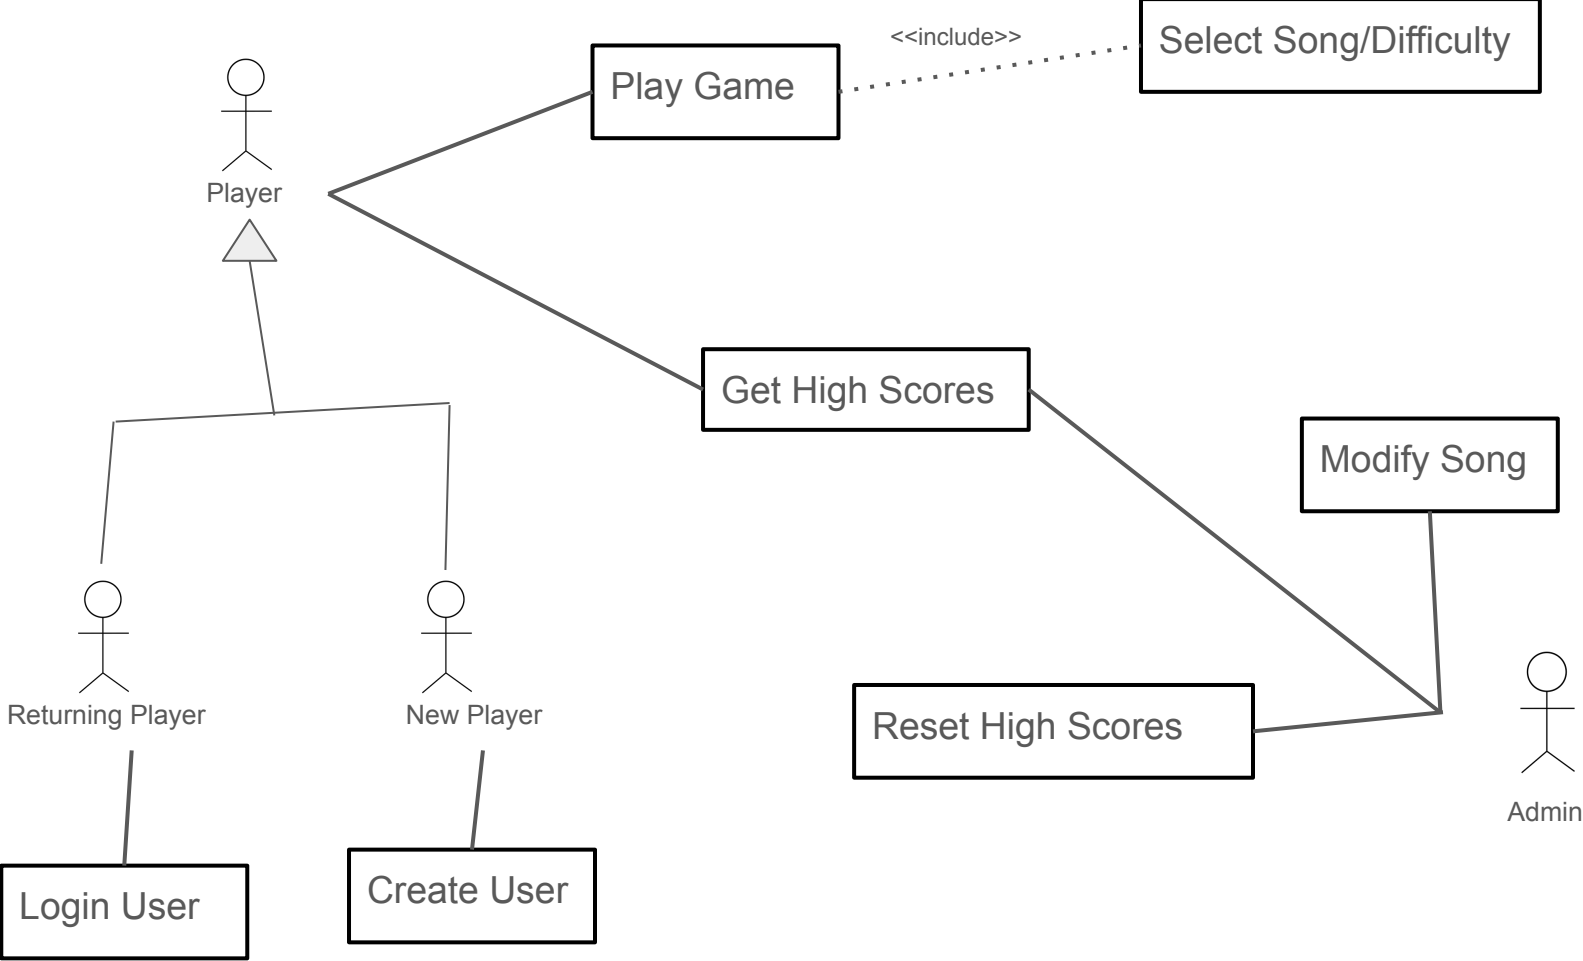 <<include>>
Select Song/Difficulty
Play Game
Player
Get High Scores
Modify Song
Returning Player
New Player
Reset High Scores
Admin
Login User
Create User